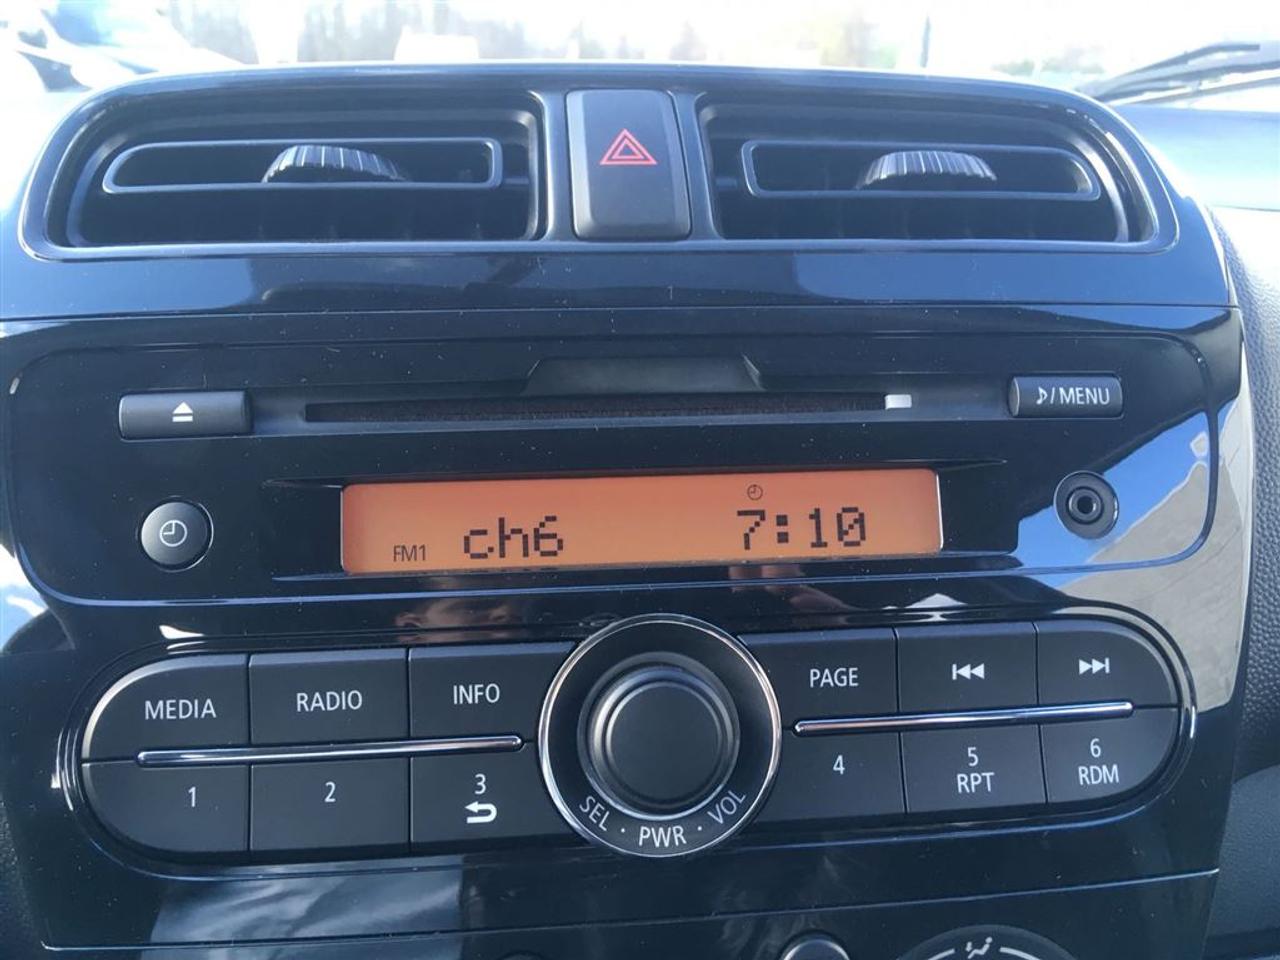 ♪/MENU
FM1 ch6 7:10
MEDIA RADIO INFO PAGE
1 2 3 4 5 6
RPT RDM
SEL · PWR · VOL